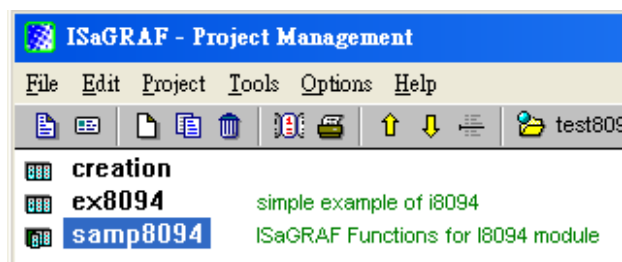 ISaGRAF - Project Management
File Edit Project Tools Options Help
test809
creation
ex8094 simple example of i8094
samp8094 ISaGRAF Functions for I8094 module